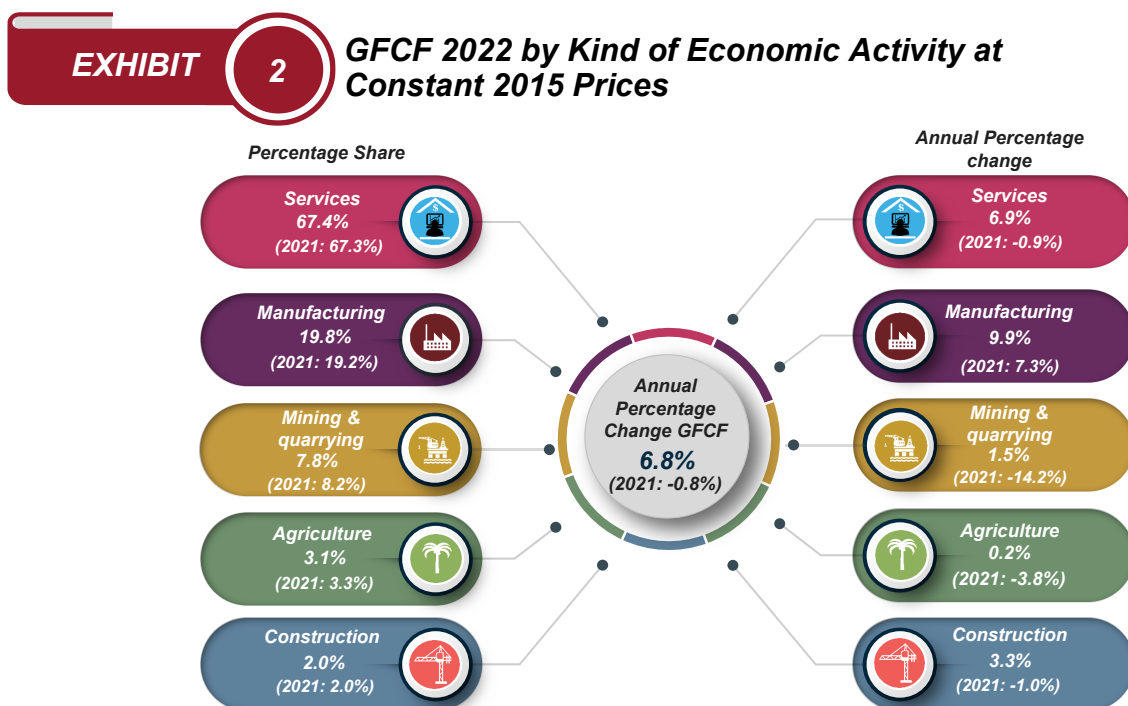 EXHIBIT
2
GFCF 2022 by Kind of Economic Activity at
Constant 2015 Prices
Percentage Share
Services
67.4%
(2021: 67.3%)
Manufacturing
19.8%
(2021: 19.2%)
Mining &
quarrying
7.8%
(2021: 8.2%)
Agriculture
3.1%
(2021: 3.3%)
Construction
2.0%
(2021: 2.0%)
Annual
Percentage
Change GFCF
6.8%
(2021: -0.8%)
Annual Percentage
change
Services
6.9%
(2021: -0.9%)
Manufacturing
9.9%
(2021: 7.3%)
Mining &
quarrying
1.5%
(2021: -14.2%)
Agriculture
0.2%
(2021: -3.8%)
Construction
3.3%
(2021: -1.0%)